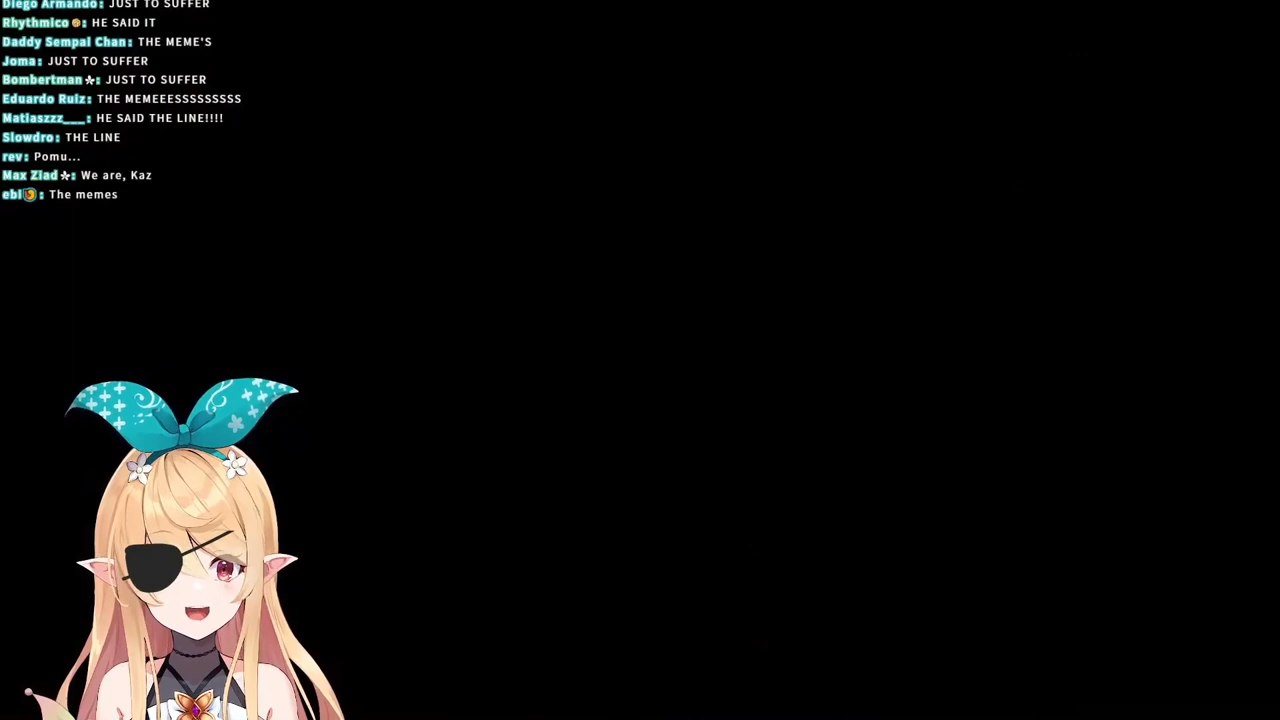 Diego Armando: JUST TO SUFFER
Rhythmico: HE SAID IT
Daddy Sempai Chan: THE MEME'S
Joma: JUST TO SUFFER
Bombertman: JUST TO SUFFER
Eduardo Ruiz: THE MEMEEESSSSSSSSS
Matiaszzz___: HE SAID THE LINE!!!!
Slowdro: THE LINE
rev: Pomu...
Max Ziad: We are, Kaz
ebi: The memes